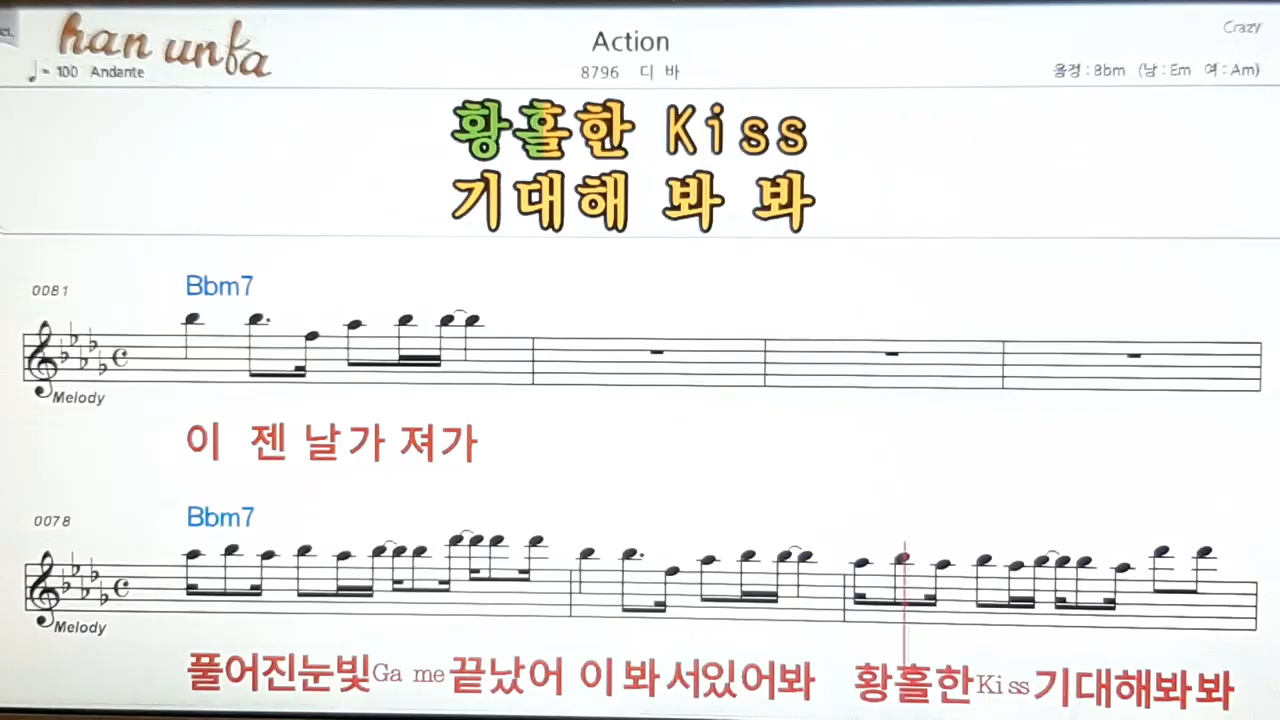 han unfa
Action
Crazy
♩= 100 Andante
8796 디 바
음정 : Bbm (남 : Em 여 : Am)
황홀한 Kiss
기대해 봐 봐
0081
Bbm7
Melody
이 젠 날가 져가
0078
Bbm7
Melody
풀어진눈빛Ga me끝났어 이 봐 서있어봐 황홀한Kiss기대해봐봐